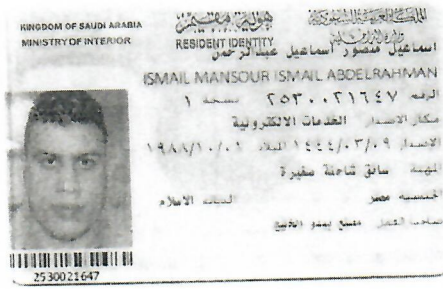 KINGDOM OF SAUDI ARABIA
MINISTRY OF INTERIOR
المملكة العربية السعودية
وزارة الداخلية
هوية مقيم
RESIDENT IDENTITY
اسماعيل منصور اسماعيل عبدالرحمن
ISMAIL MANSOUR ISMAIL ABDELRAHMAN
الرقم ٢٥٣٠٠٢١٦٤٧ نسخة ١
مكان الاصدار الخدمات الالكترونية
الاصدار ١٤٤٤/٠٣/٠٩ الميلاد ١٩٨٨/١٠/٠١
المهنة سائق شاحنة صغيرة
الجنسية مصر الديانة الاسلام
صاحب العمل مصنع
2530021647